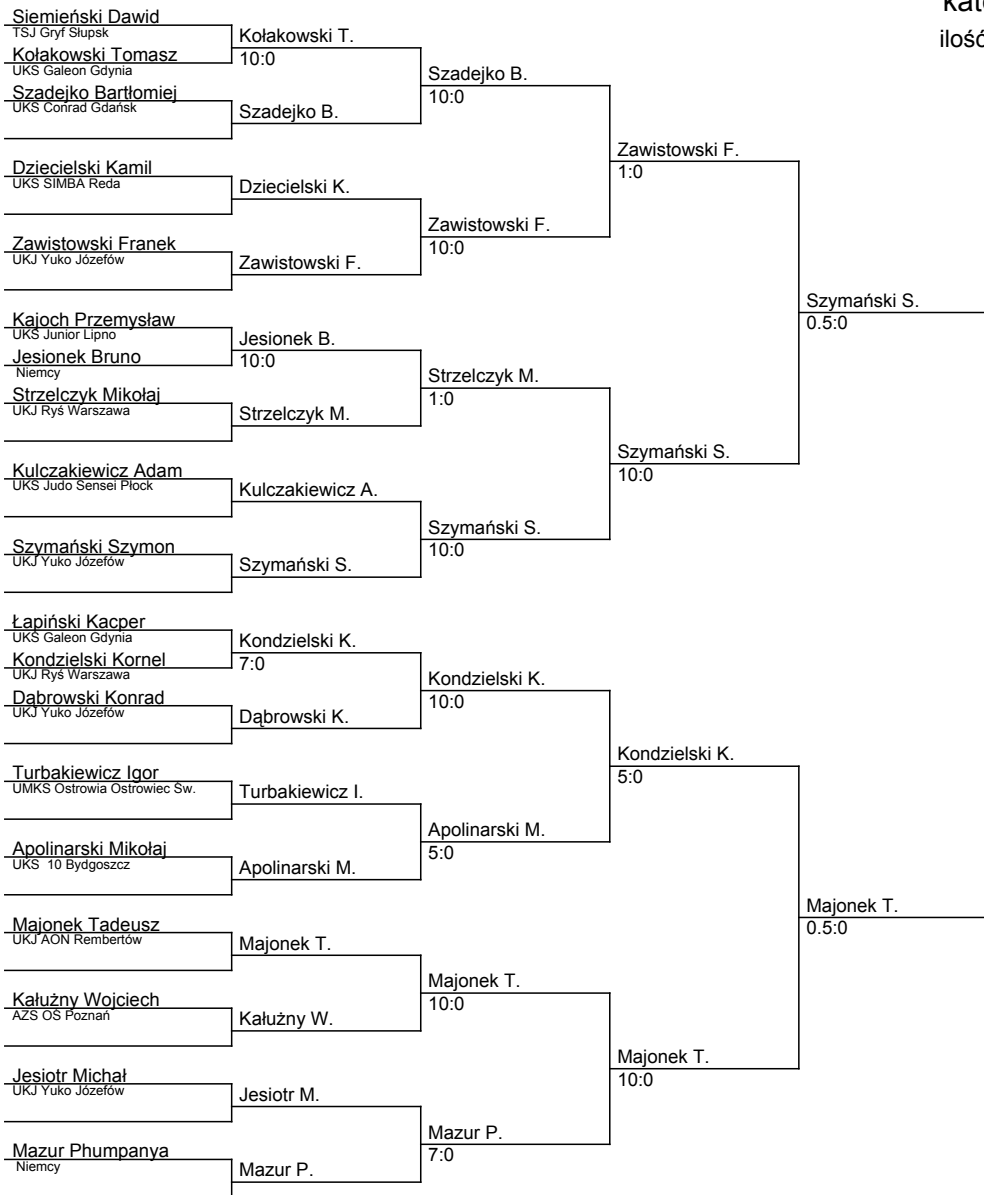 kate
ilość
Siemieński Dawid
TSJ Gryf Słupsk
Kołakowski Tomasz
UKS Galeon Gdynia
Szadejko Bartłomiej
UKS Conrad Gdańsk
Dziecielski Kamil
UKS SIMBA Reda
Zawistowski Franek
UKJ Yuko Józefów
Kajoch Przemysław
UKS Junior Lipno
Jesionek Bruno
Niemcy
Strzelczyk Mikołaj
UKJ Ryś Warszawa
Kulczakiewicz Adam
UKS Judo Sensei Płock
Szymański Szymon
UKJ Yuko Józefów
Łapiński Kacper
UKS Galeon Gdynia
Kondzielski Kornel
UKJ Ryś Warszawa
Dąbrowski Konrad
UKJ Yuko Józefów
Turbakiewicz Igor
UMKS Ostrowia Ostrowiec Św.
Apolinarski Mikołaj
UKS 10 Bydgoszcz
Majonek Tadeusz
UKJ AON Rembertów
Kałużny Wojciech
AZS OŚ Poznań
Jesiotr Michał
UKJ Yuko Józefów
Mazur Phumpanya
Niemcy
Kołakowski T.
10:0
Szadejko B.
Dziecielski K.
Zawistowski F.
Jesionek B.
10:0
Strzelczyk M.
Kulczakiewicz A.
Szymański S.
Kondzielski K.
7:0
Dąbrowski K.
Turbakiewicz I.
Apolinarski M.
Majonek T.
Kałużny W.
Jesiotr M.
Mazur P.
Szadejko B.
10:0
Zawistowski F.
10:0
Strzelczyk M.
1:0
Szymański S.
10:0
Kondzielski K.
10:0
Apolinarski M.
5:0
Majonek T.
10:0
Mazur P.
7:0
Zawistowski F.
1:0
Szymański S.
10:0
Kondzielski K.
5:0
Majonek T.
10:0
Szymański S.
0.5:0
Majonek T.
0.5:0